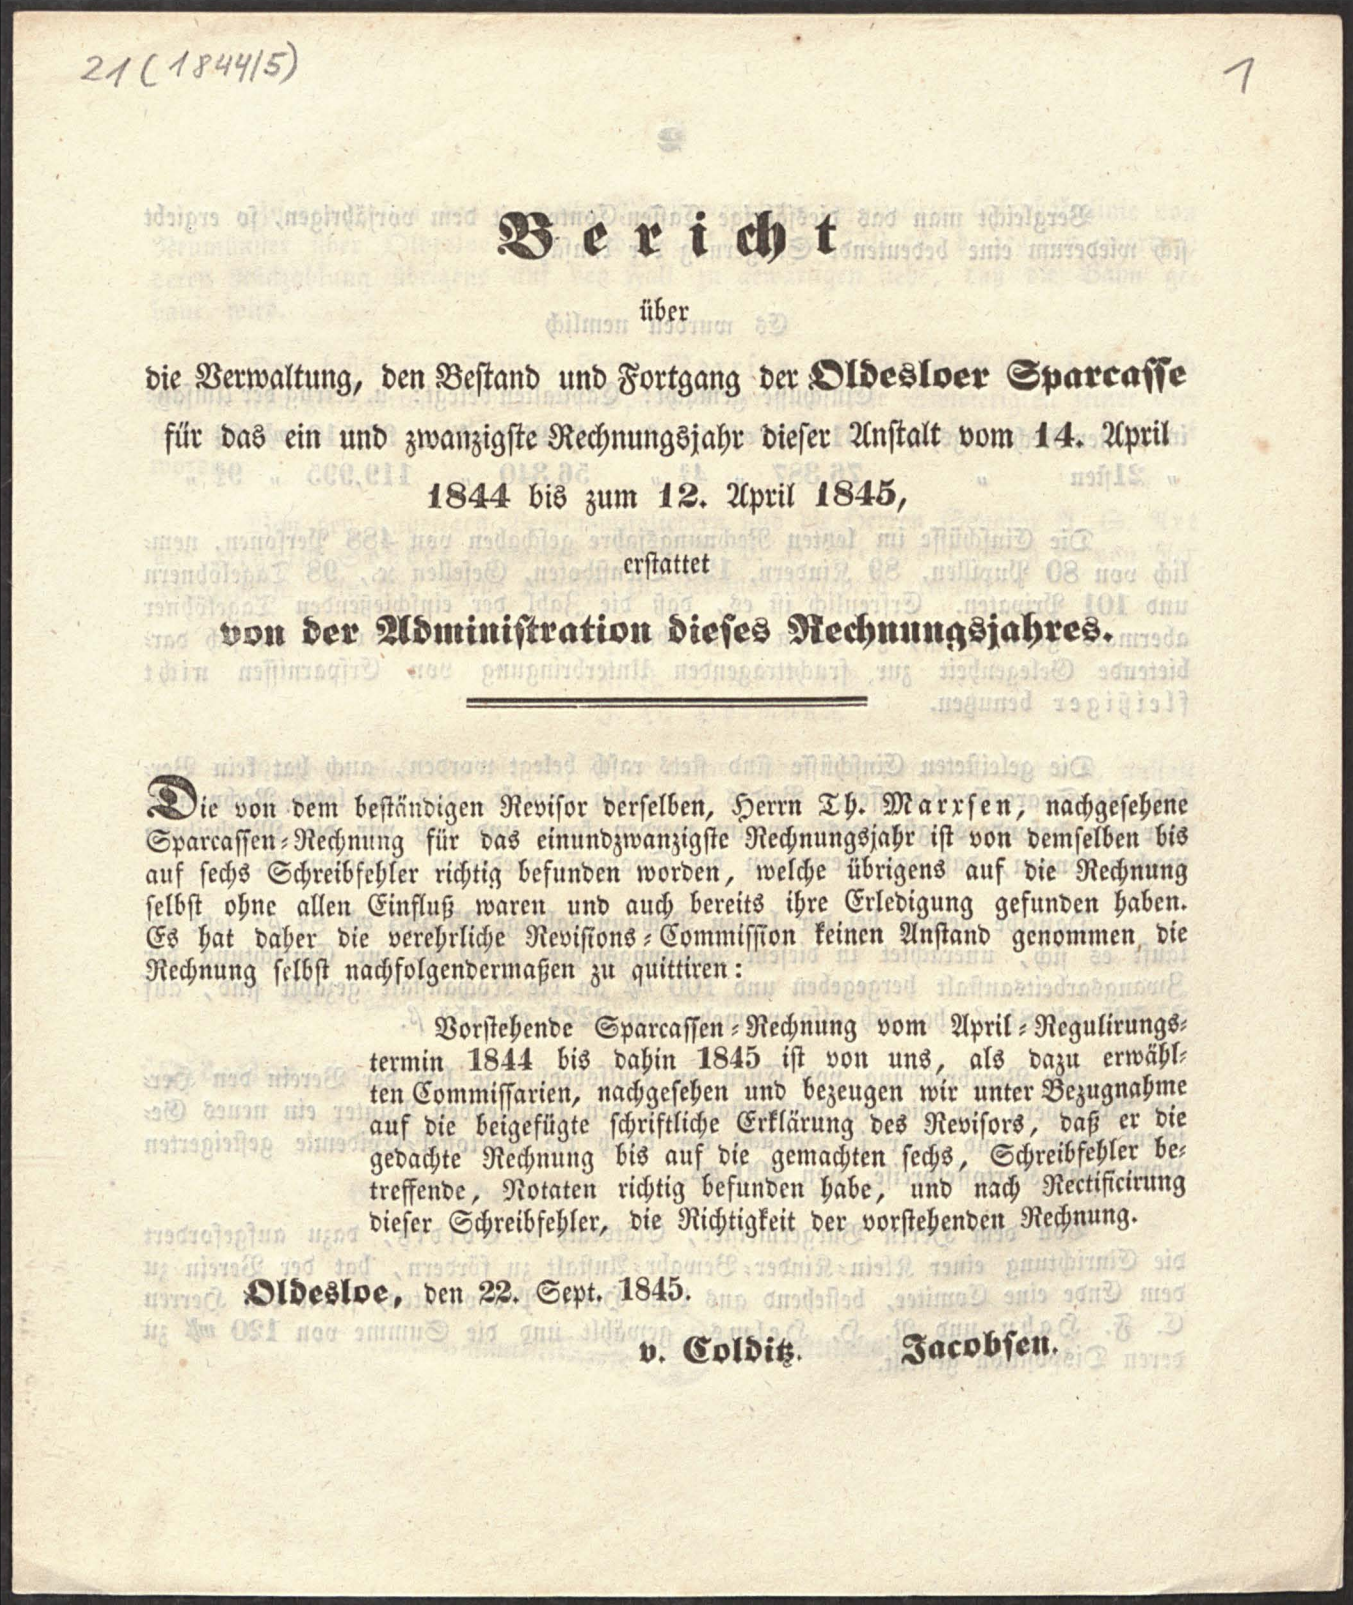 21 (1844/5)
1
Bericht
über
die Verwaltung, den Bestand und Fortgang der Oldesloer Sparcasse
für das ein und zwanzigste Rechnungsjahr dieser Anstalt vom 14. April
1844 bis zum 12. April 1845,
erstattet
von der Administration dieses Rechnungsjahres.
Die von dem beständigen Revisor derselben, Herrn Th. Marxsen, nachgesehene
Sparcassen-Rechnung für das einundzwanzigste Rechnungsjahr ist von demselben bis
auf sechs Schreibfehler richtig befunden worden, welche übrigens auf die Rechnung
selbst ohne allen Einfluß waren und auch bereits ihre Erledigung gefunden haben.
Es hat daher die verehrliche Revisions-Commission keinen Anstand genommen die
Rechnung selbst nachfolgendermaßen zu quittiren:
Vorstehende Sparcassen-Rechnung vom April-Regulirungs-
termin 1844 bis dahin 1845 ist von uns, als dazu erwähl-
ten Commissarien, nachgesehen und bezeugen wir unter Bezugnahme
auf die beigefügte schriftliche Erklärung des Revisors, daß er die
gedachte Rechnung bis auf die gemachten sechs, Schreibfehler be-
treffende, Notaten richtig befunden habe, und nach Rectificirung
dieser Schreibfehler, die Richtigkeit der vorstehenden Rechnung.
Oldesloe, den 22. Sept. 1845.
v. Colditz. Jacobsen.